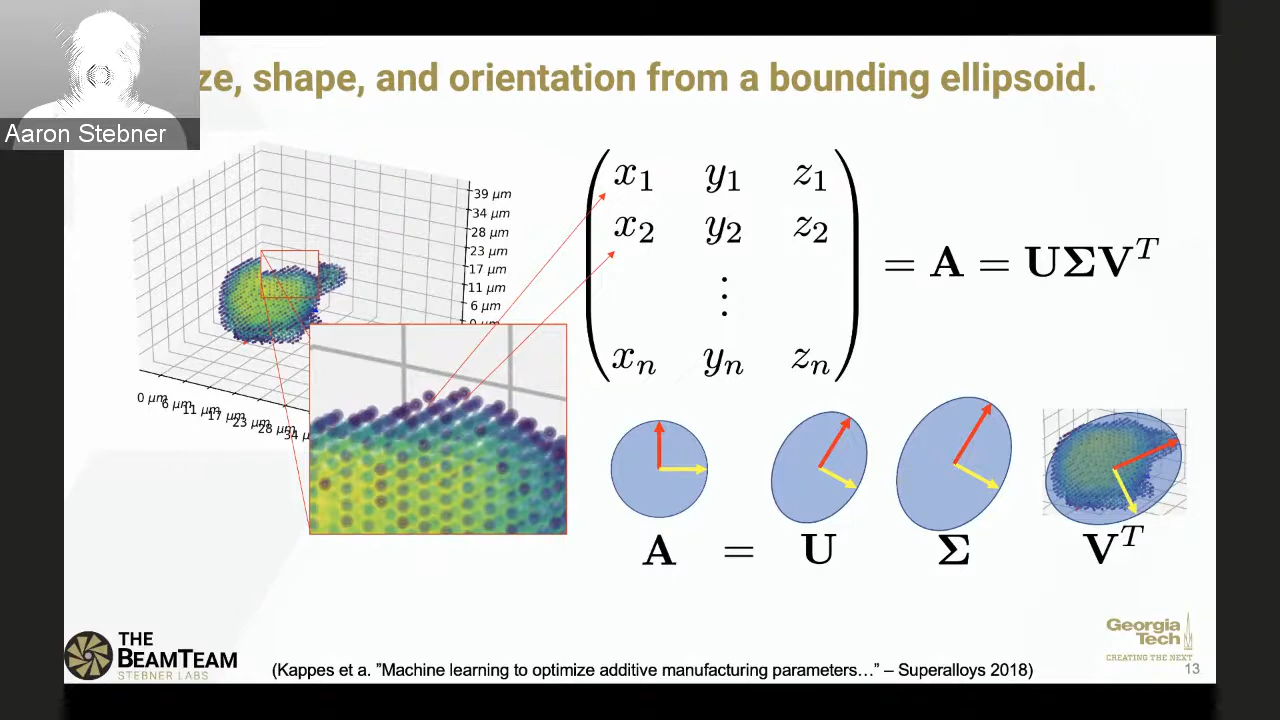 ze, shape, and orientation from a bounding ellipsoid.
Aaron Stebner
39 μm
34 μm
28 μm
23 μm
17 μm
11 μm
6 μm
0 μm
6 μm
11 μm
17 μm
23 μm
28 μm
x₁ y₁ z₁
x₂ y₂ z₂
⋮
xₙ yₙ zₙ
= A = UΣVᵀ
A = U Σ Vᵀ
THE
BEAMTEAM
STEBNER LABS
(Kappes et a. "Machine learning to optimize additive manufacturing parameters…" – Superalloys 2018)
Georgia
Tech
CREATING THE NEXT
13